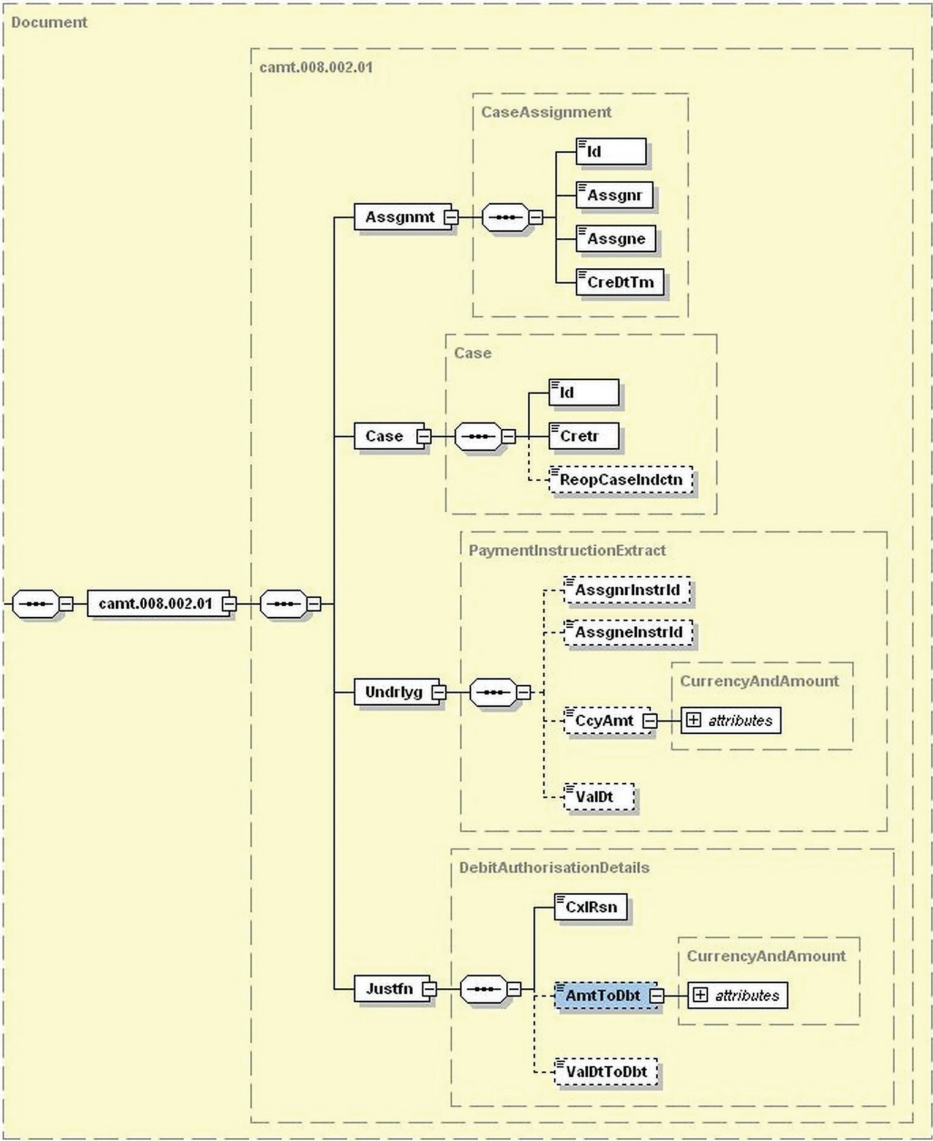 Document
camt.008.002.01
CaseAssignment
Id
Assgnr
Assgnmt
Assgne
CreDtTm
Case
Id
Case
Cretr
ReopCaseIndctn
PaymentInstructionExtract
AssgnrInstrId
camt.008.002.01
AssgneInstrId
CurrencyAndAmount
Undrlyg
CcyAmt
attributes
ValDt
DebitAuthorisationDetails
CxlRsn
CurrencyAndAmount
Justfn
AmtToDbt
attributes
ValDtToDbt